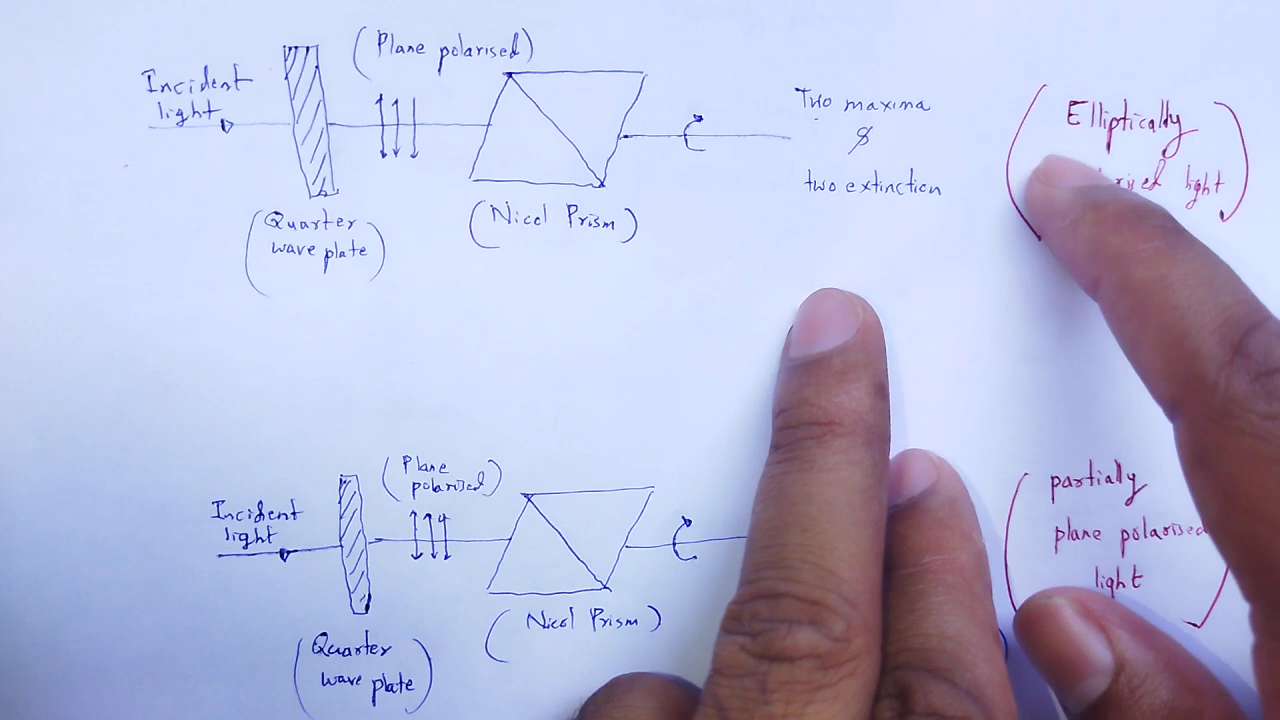 (Plane polarised)
Incident
light
Two maxima
&
two extinction
(Elliptically
light)
(Quarter
wave plate)
(Nicol Prism)
(Plane
polarised)
Incident
light
(partially
plane polarised
light)
(Nicol Prism)
(Quarter
wave plate)